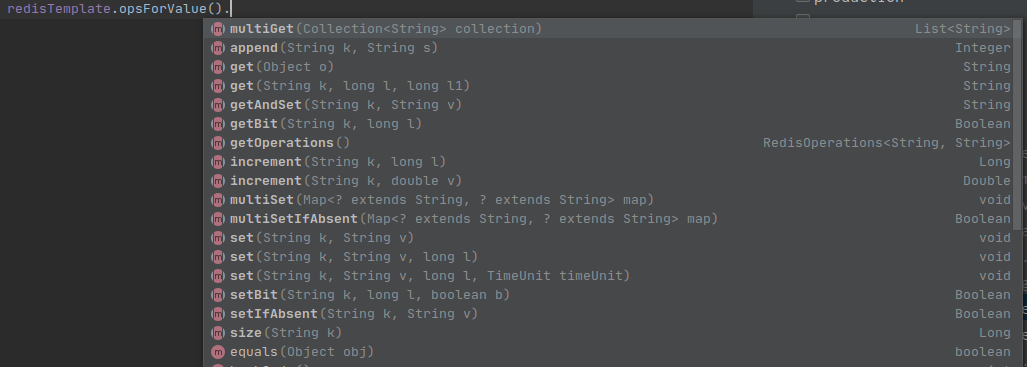 redisTemplate.opsForValue().
production
multiGet(Collection<String> collection) List<String>
append(String k, String s) Integer
get(Object o) String
get(String k, long l, long l1) String
getAndSet(String k, String v) String
getBit(String k, long l) Boolean
getOperations() RedisOperations<String, String>
increment(String k, long l) Long
increment(String k, double v) Double
multiSet(Map<? extends String, ? extends String> map) void
multiSetIfAbsent(Map<? extends String, ? extends String> map) Boolean
set(String k, String v) void
set(String k, String v, long l) void
set(String k, String v, long l, TimeUnit timeUnit) void
setBit(String k, long l, boolean b) Boolean
setIfAbsent(String k, String v) Boolean
size(String k) Long
equals(Object obj) boolean